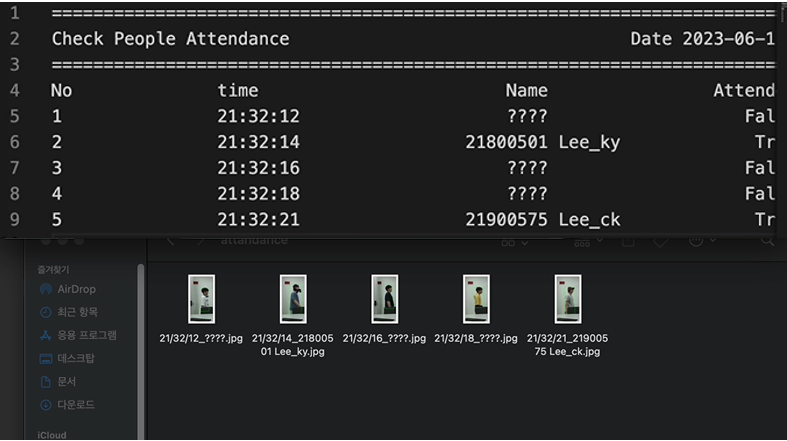 1 ==========================================================================
2 Check People Attendance Date 2023-06-1
3 ==========================================================================
4 No time Name Attend
5 1 21:32:12 ???? Fal
6 2 21:32:14 21800501 Lee_ky Tr
7 3 21:32:16 ???? Fal
8 4 21:32:18 ???? Fal
9 5 21:32:21 21900575 Lee_ck Tr
attandance
즐겨찾기
AirDrop
최근 항목
응용 프로그램
데스크탑
문서
다운로드
iCloud
21/32/12_????.jpg
21/32/14_218005
01 Lee_ky.jpg
21/32/16_????.jpg
21/32/18_????.jpg
21/32/21_219005
75 Lee_ck.jpg